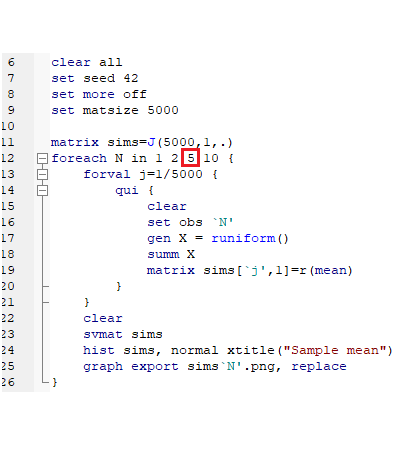 6 clear all
7 set seed 42
8 set more off
9 set matsize 5000
10
11 matrix sims=J(5000,1,.)
12 foreach N in 1 2 5 10 {
13 forval j=1/5000 {
14 qui {
15 clear
16 set obs `N'
17 gen X = runiform()
18 summ X
19 matrix sims[`j',1]=r(mean)
20 }
21 }
22 clear
23 svmat sims
24 hist sims, normal xtitle("Sample mean")
25 graph export sims`N'.png, replace
26 }